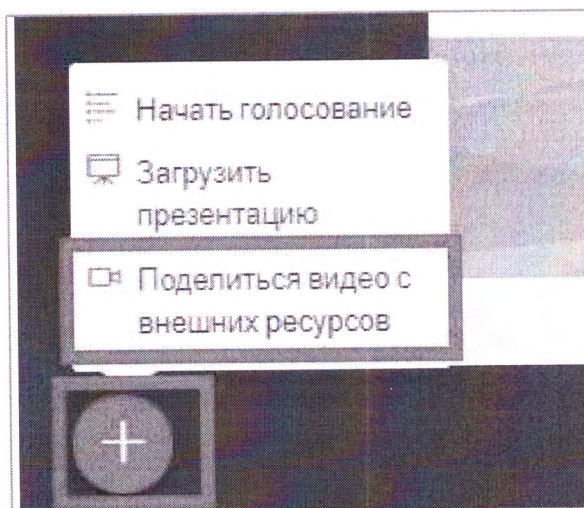 Начать голосование
Загрузить
презентацию
Поделиться видео с
внешних ресурсов